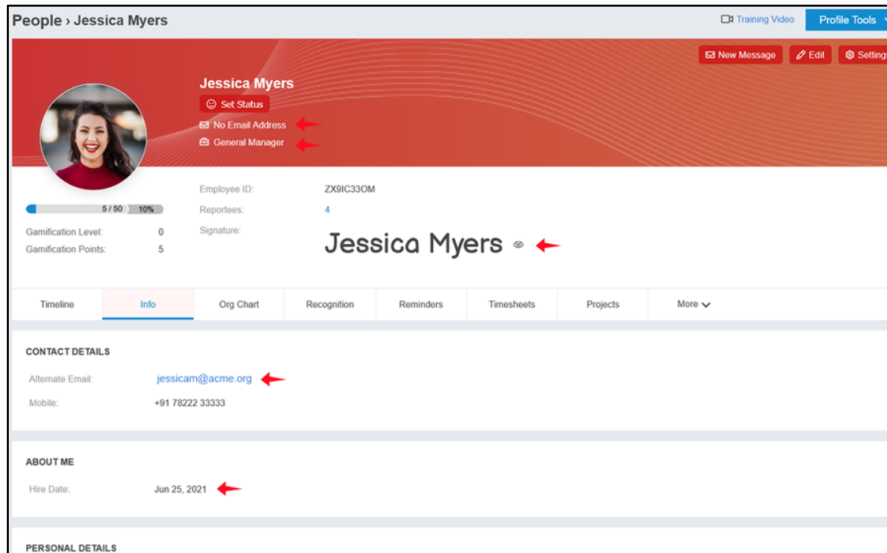 People › Jessica Myers
Training Video
Profile Tools
New Message
Edit
Settings
Jessica Myers
Set Status
No Email Address
General Manager
5 / 50 10%
Gamification Level: 0
Gamification Points: 5
Employee ID: ZX9IC33OM
Reportees: 4
Signature: Jessica Myers
Timeline Info Org Chart Recognition Reminders Timesheets Projects More
CONTACT DETAILS
Alternate Email: jessicam@acme.org
Mobile: +91 78222 33333
ABOUT ME
Hire Date: Jun 25, 2021
PERSONAL DETAILS